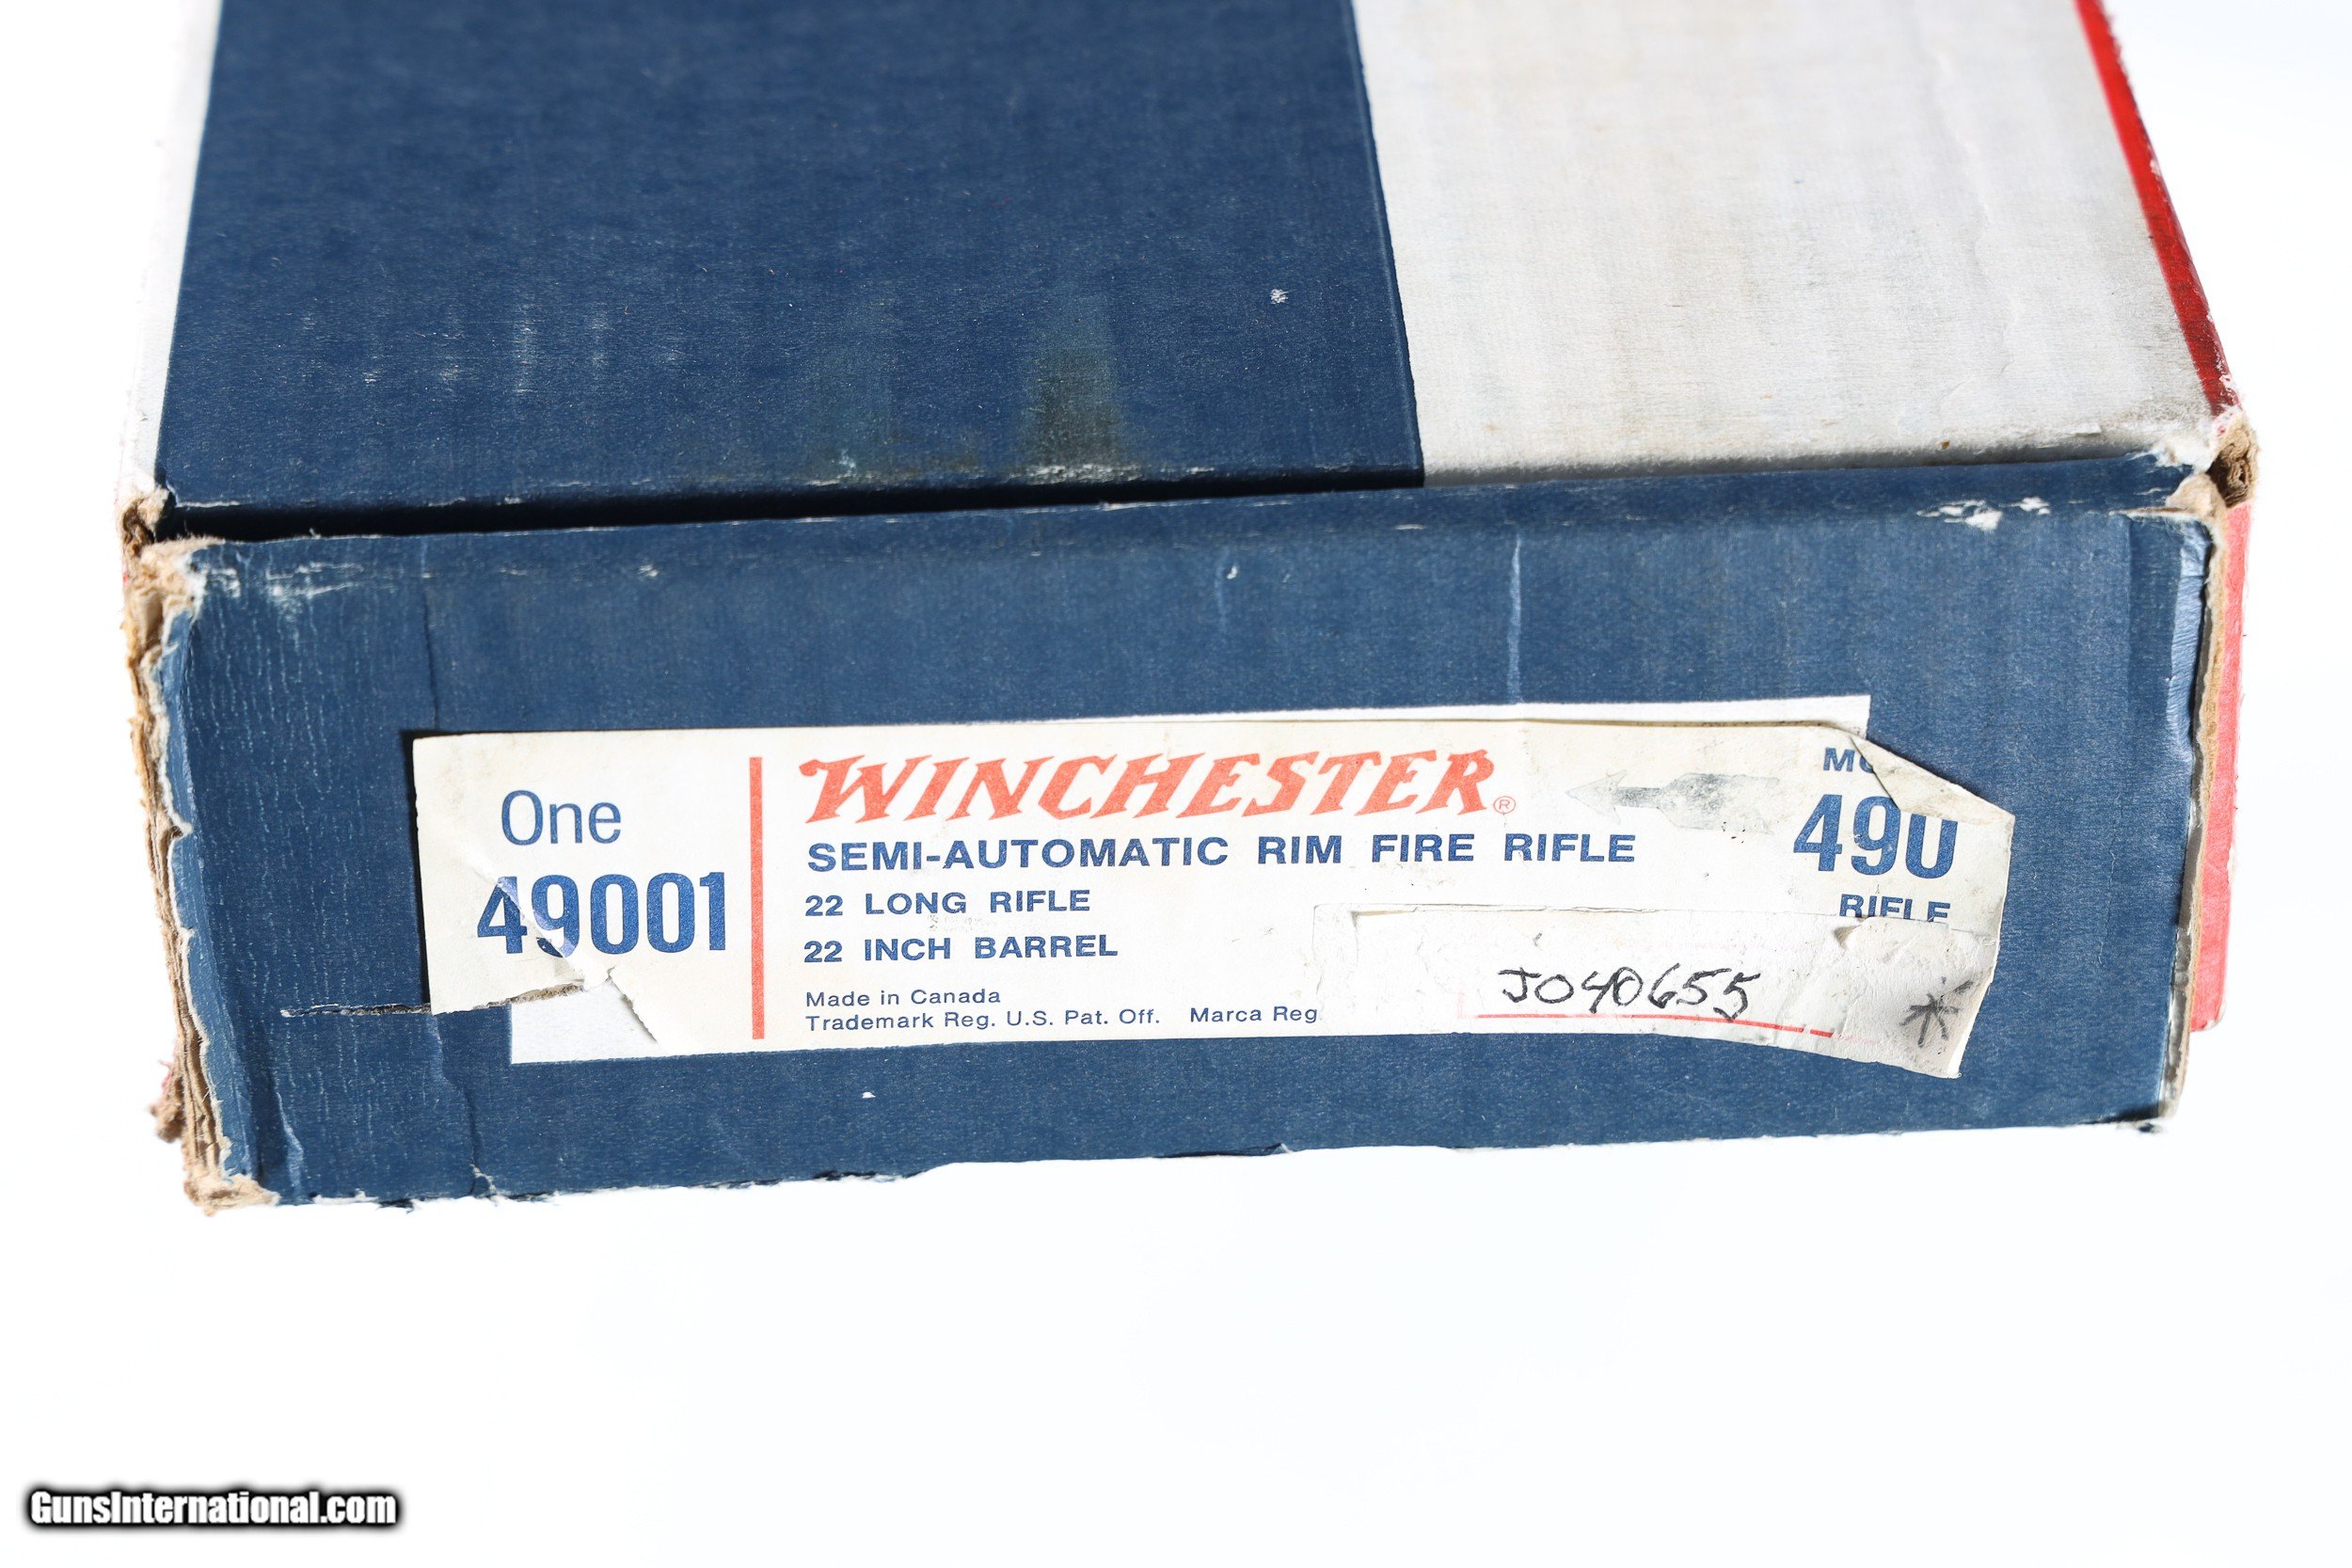 One
49001
WINCHESTER®
SEMI-AUTOMATIC RIM FIRE RIFLE
22 LONG RIFLE
22 INCH BARREL
Made in Canada
Trademark Reg. U.S. Pat. Off. Marca Reg
490
RIFLE
J040655
GunsInternational.com